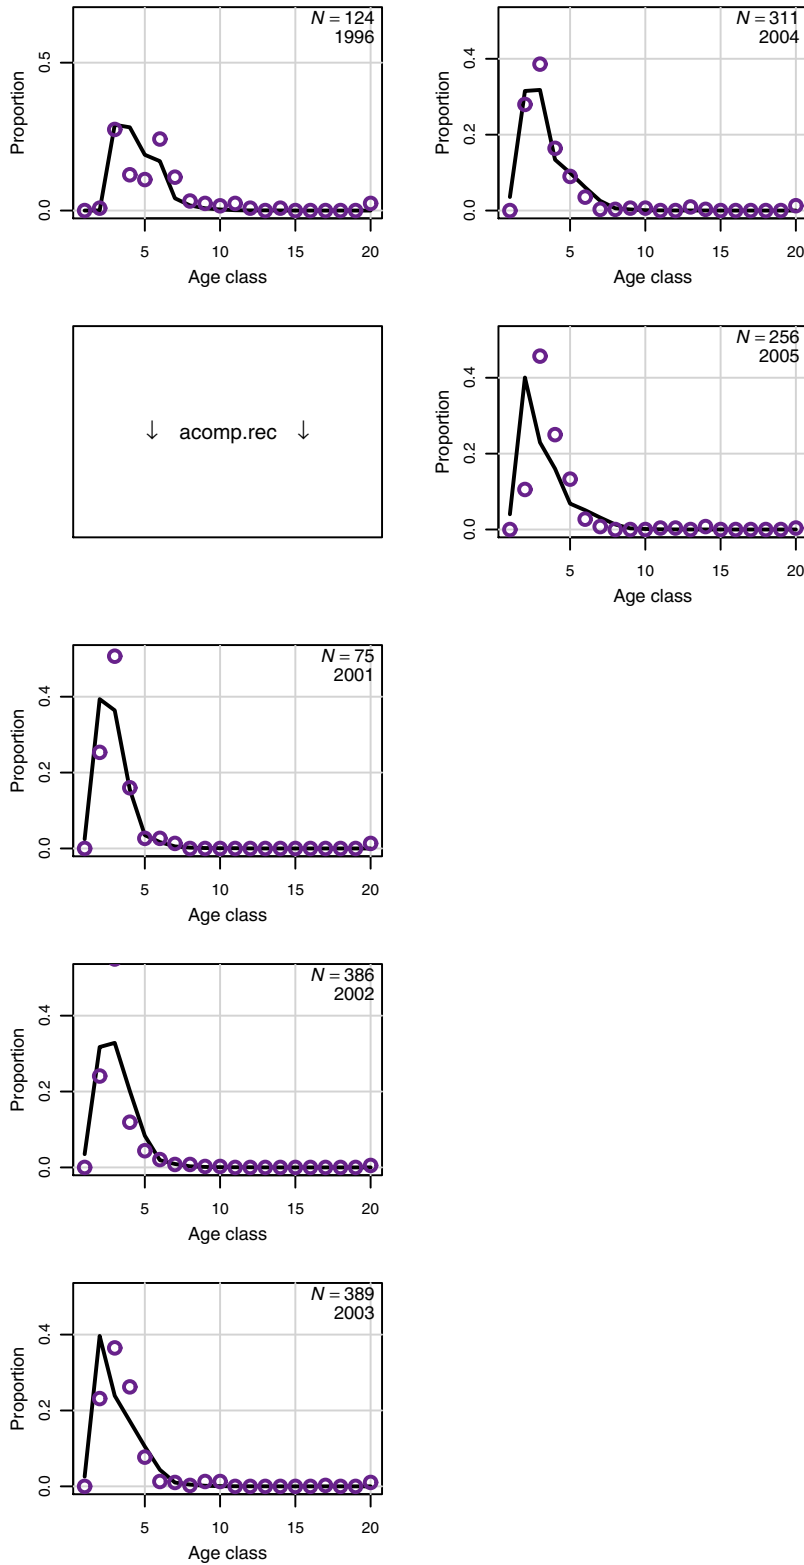 N = 124
1996
Proportion
0.5
0.0
5
10
15
20
Age class
↓ acomp.rec ↓
N = 75
2001
Proportion
0.4
0.2
0.0
5
10
15
20
Age class
N = 386
2002
Proportion
0.4
0.2
0.0
5
10
15
20
Age class
N = 389
2003
Proportion
0.4
0.2
0.0
5
10
15
20
Age class
N = 311
2004
Proportion
0.4
0.2
0.0
5
10
15
20
Age class
N = 256
2005
Proportion
0.4
0.2
0.0
5
10
15
20
Age class